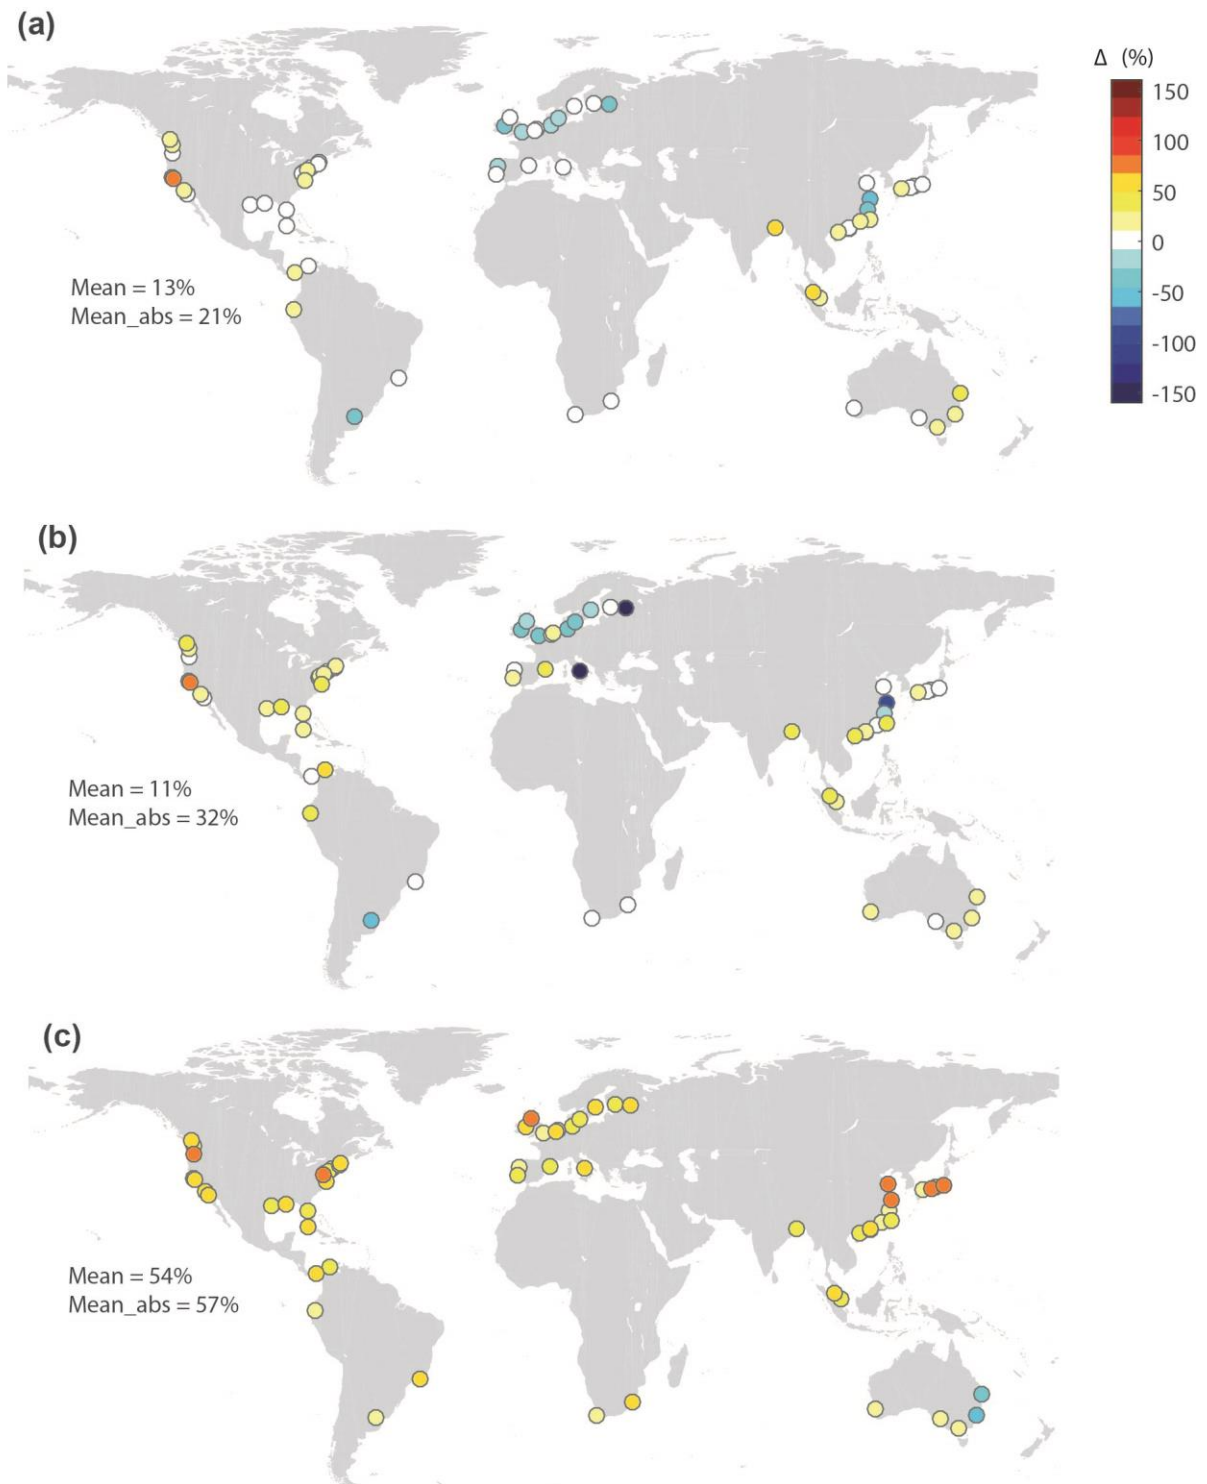 (a)
Δ (%)
150
100
50
0
-50
-100
-150
Mean = 13%
Mean_abs = 21%
(b)
Mean = 11%
Mean_abs = 32%
(c)
Mean = 54%
Mean_abs = 57%